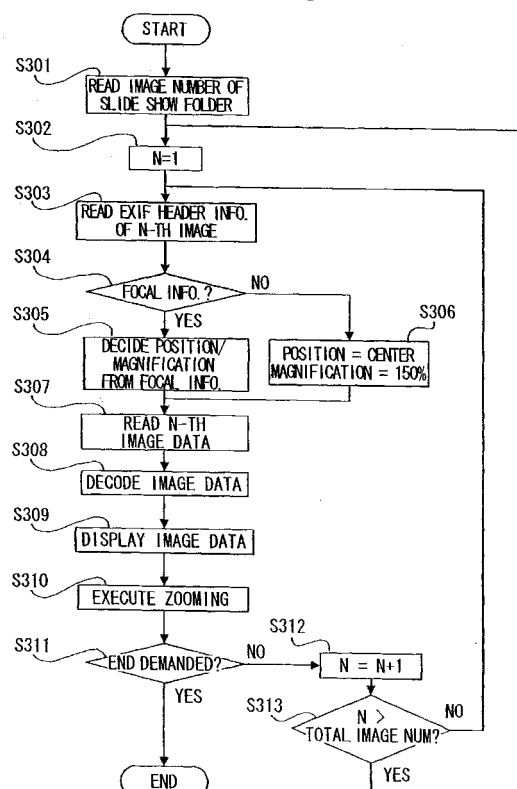 START
S301
READ IMAGE NUMBER OF
SLIDE SHOW FOLDER
S302
N=1
S303
READ EXIF HEADER INFO.
OF N-TH IMAGE
S304
FOCAL INFO.?
NO
YES
S305
DECIDE POSITION/
MAGNIFICATION
FROM FOCAL INFO.
S306
POSITION = CENTER
MAGNIFICATION = 150%
S307
READ N-TH
IMAGE DATA
S308
DECODE IMAGE DATA
S309
DISPLAY IMAGE DATA
S310
EXECUTE ZOOMING
S311
END DEMANDED?
NO
YES
S312
N = N+1
S313
N >
TOTAL IMAGE NUM?
NO
YES
END